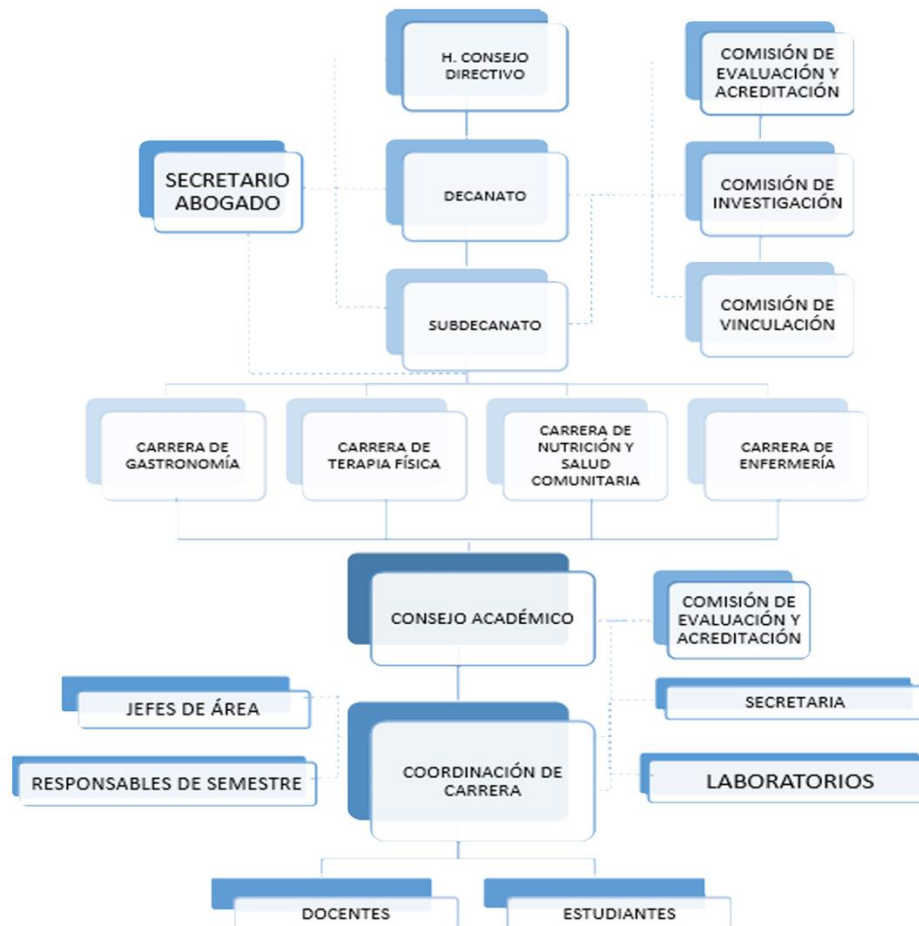 H. CONSEJO
DIRECTIVO
COMISIÓN DE
EVALUACIÓN Y
ACREDITACIÓN
SECRETARIO
ABOGADO
DECANATO
COMISIÓN DE
INVESTIGACIÓN
SUBDECANATO
COMISIÓN DE
VINCULACIÓN
CARRERA DE
GASTRONOMÍA
CARRERA DE
TERAPIA FÍSICA
CARRERA DE
NUTRICIÓN Y
SALUD
COMUNITARIA
CARRERA DE
ENFERMERÍA
CONSEJO ACADÉMICO
COMISIÓN DE
EVALUACIÓN Y
ACREDITACIÓN
JEFES DE ÁREA
SECRETARIA
RESPONSABLES DE SEMESTRE
COORDINACIÓN DE
CARRERA
LABORATORIOS
DOCENTES
ESTUDIANTES